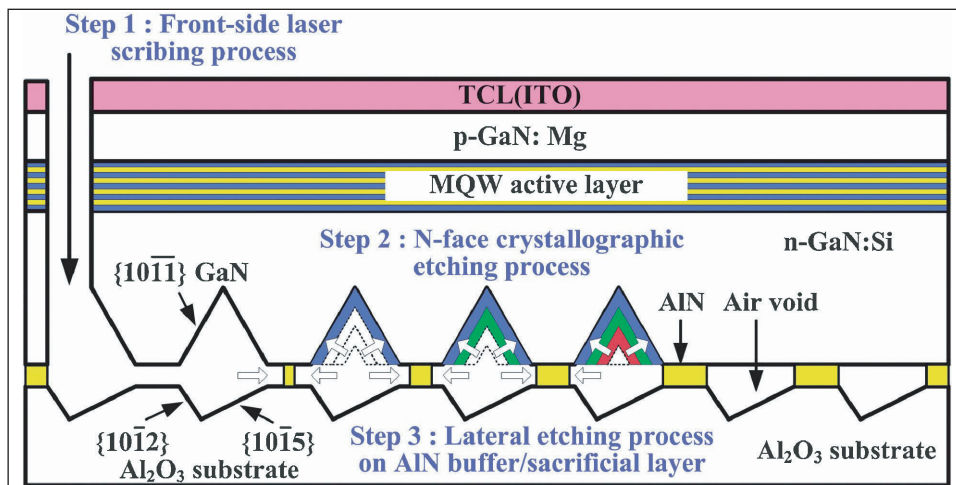 Step 1 : Front-side laser
scribing process
TCL(ITO)
p-GaN: Mg
MQW active layer
Step 2 : N-face crystallographic
etching process
n-GaN:Si
{101̅1̅} GaN
AlN
Air void
{101̅2}
{101̅5}
Al₂O₃ substrate
Step 3 : Lateral etching process
on AlN buffer/sacrificial layer
Al₂O₃ substrate